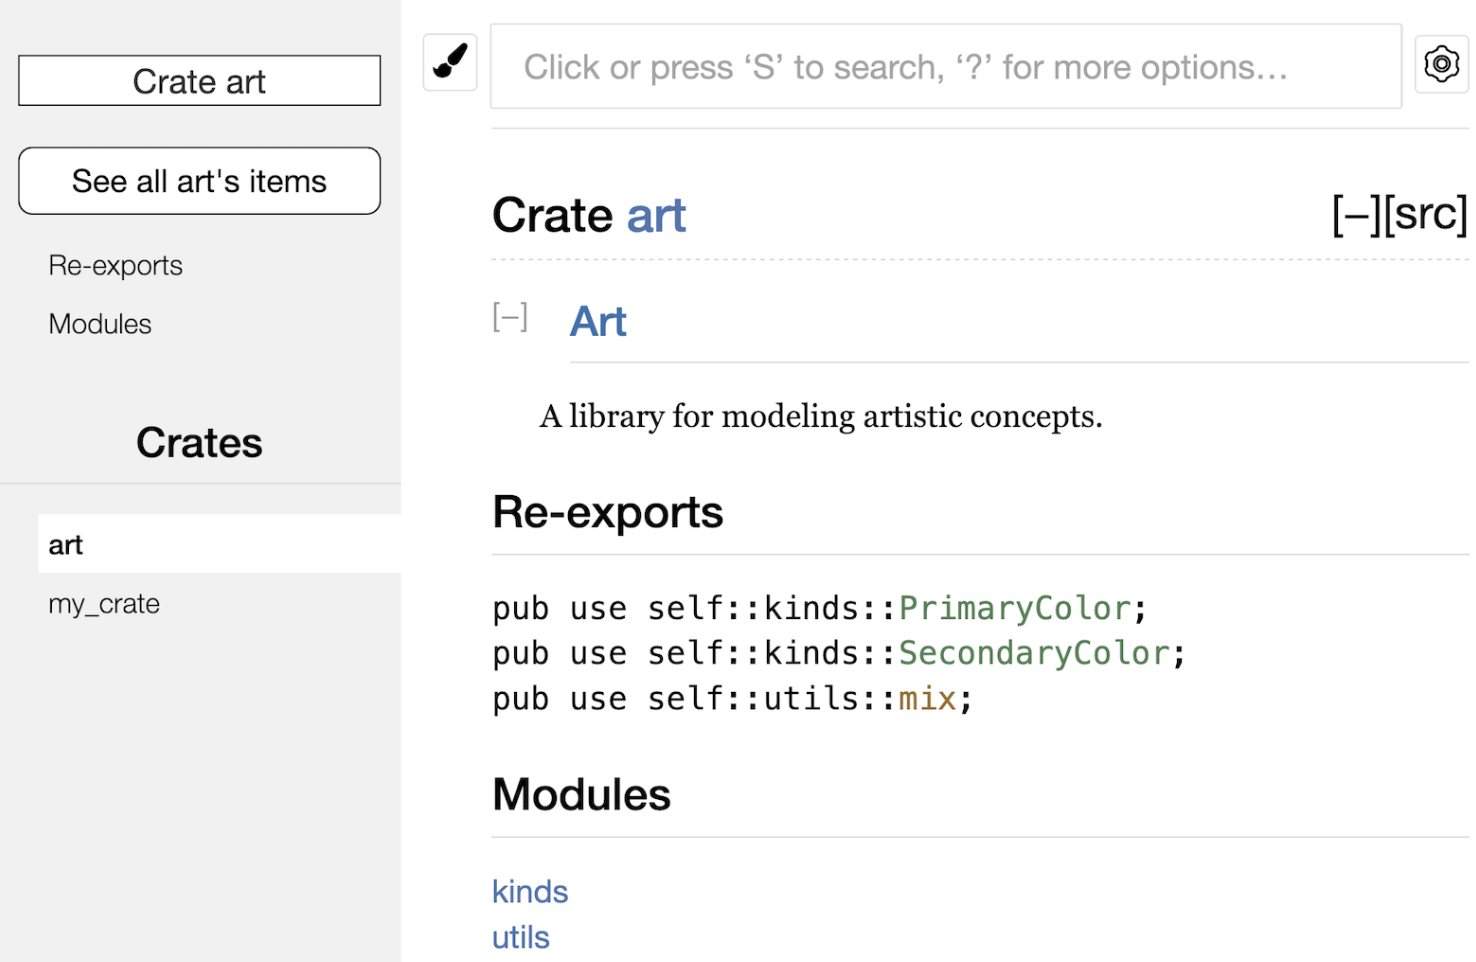 Crate art
See all art's items
Re-exports
Modules
Crates
art
my_crate
Click or press ‘S’ to search, ‘?’ for more options…
Crate art
[−][src]
[−] Art
A library for modeling artistic concepts.
Re-exports
pub use self::kinds::PrimaryColor;
pub use self::kinds::SecondaryColor;
pub use self::utils::mix;
Modules
kinds
utils